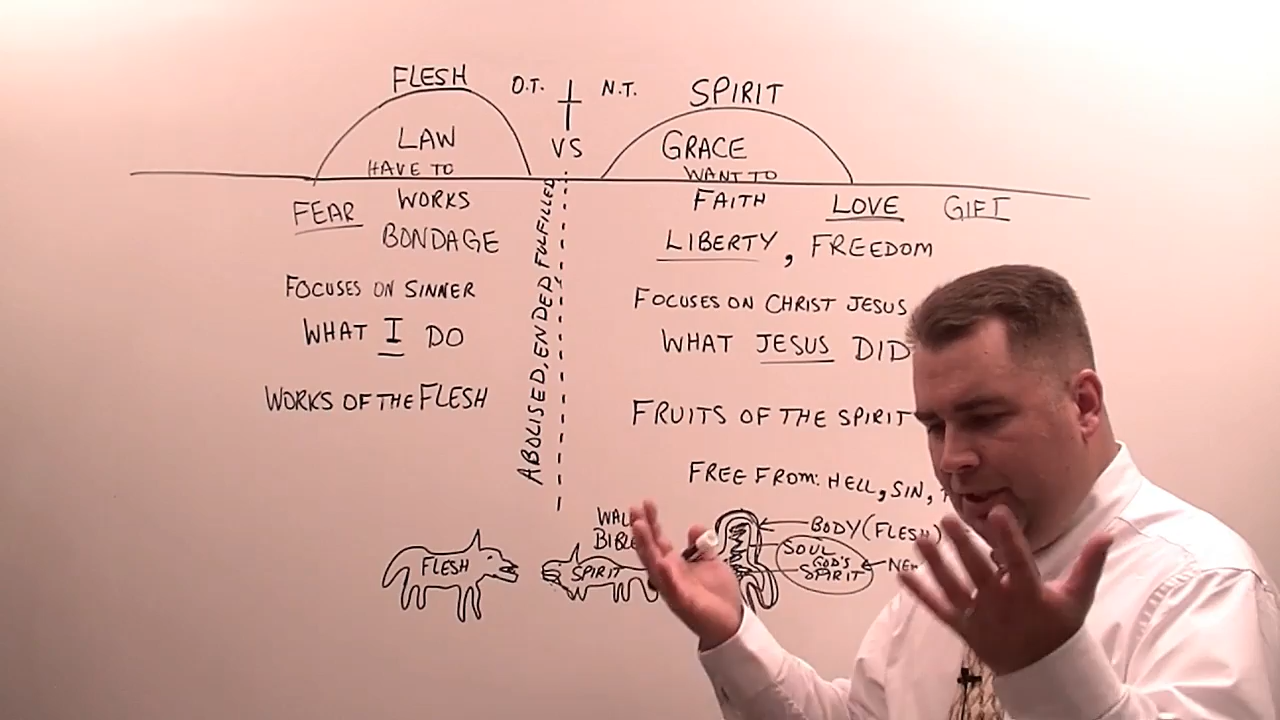 FLESH
O.T.
N.T.
SPIRIT
LAW
VS
GRACE
HAVE TO
WANT TO
FEAR
WORKS
BONDAGE
FAITH
LOVE
GIFT
LIBERTY, FREEDOM
ABOLISED, ENDED, FULFILLED
FOCUSES ON SINNER
FOCUSES ON CHRIST JESUS
WHAT I DO
WHAT JESUS DID
WORKS OF THE FLESH
FRUITS OF THE SPIRIT
FREE FROM: HELL, SIN,
BODY (FLESH)
SOUL
GOD'S
SPIRIT
FLESH
SPIRIT